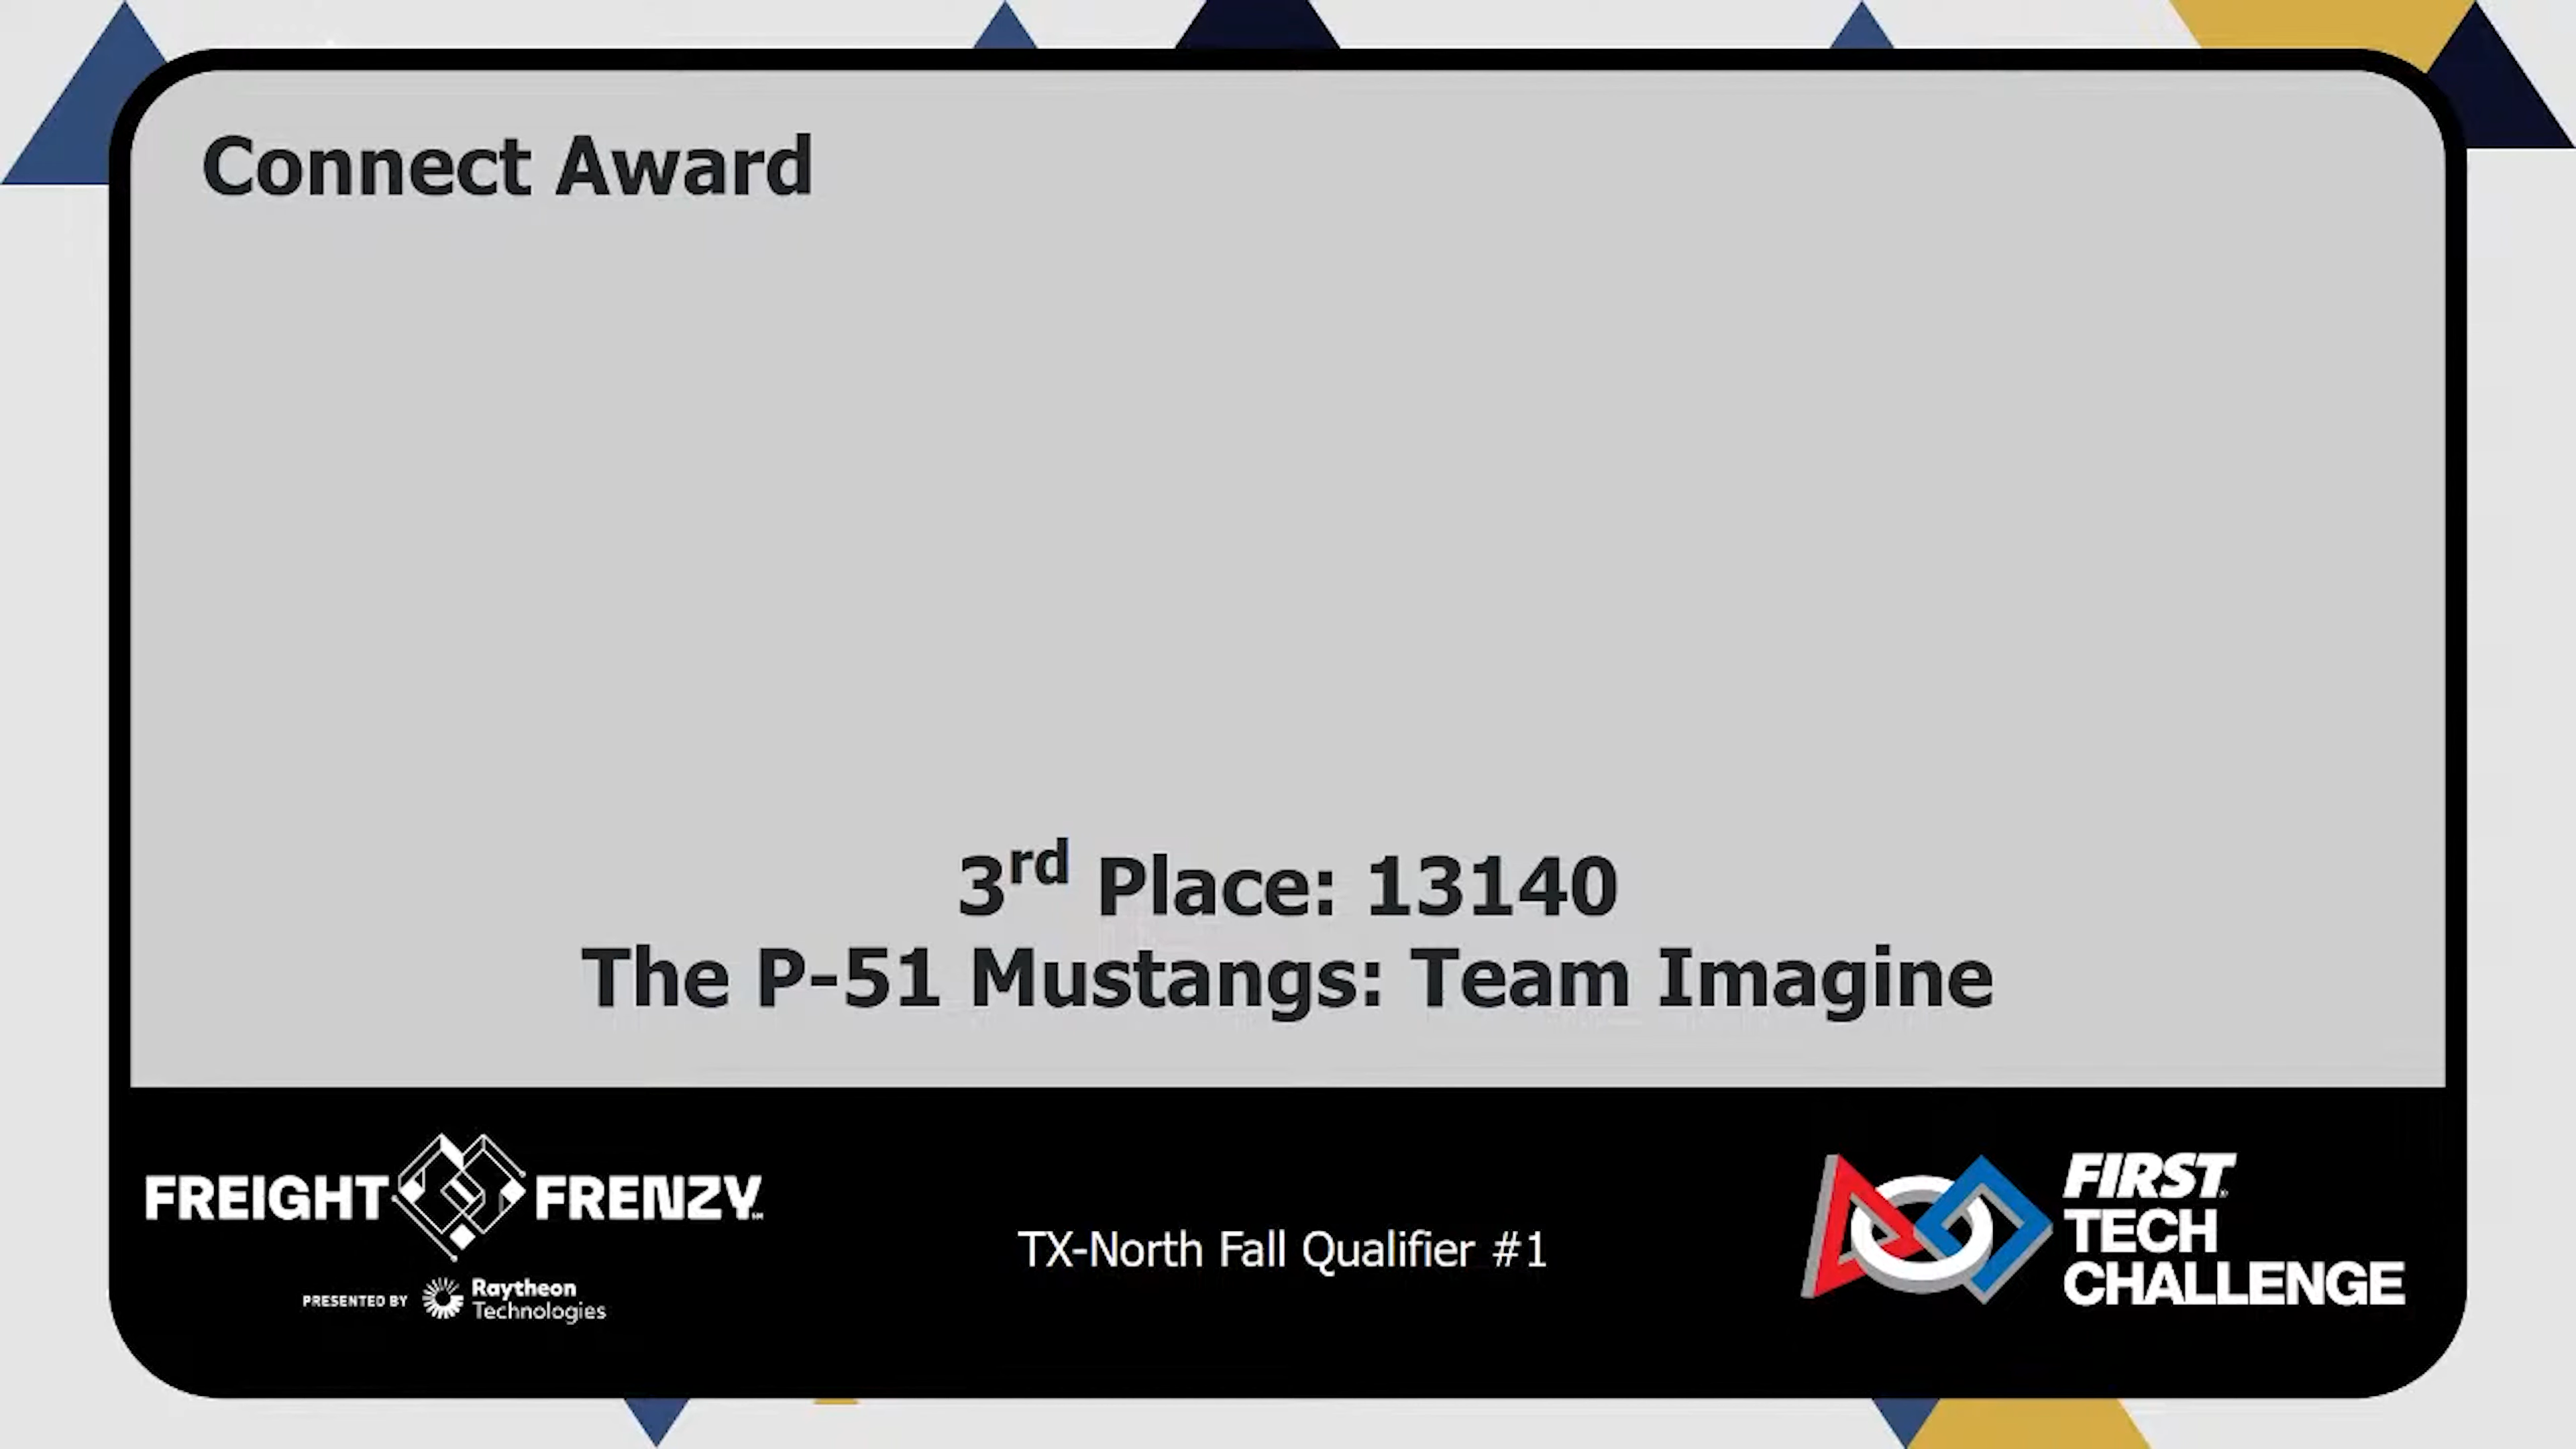 Connect Award
3rd Place: 13140
The P-51 Mustangs: Team Imagine
FREIGHT FRENZY℠
PRESENTED BY Raytheon
Technologies
TX-North Fall Qualifier #1
FIRST®
TECH
CHALLENGE